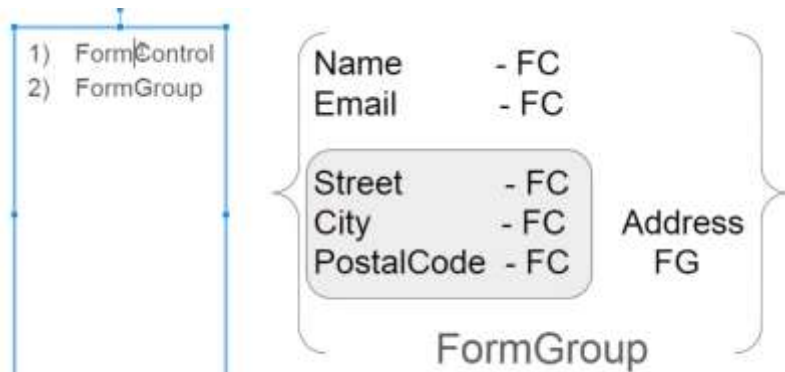 1) FormControl
2) FormGroup
Name - FC
Email - FC
Street - FC
City - FC
PostalCode - FC
Address
FG
FormGroup